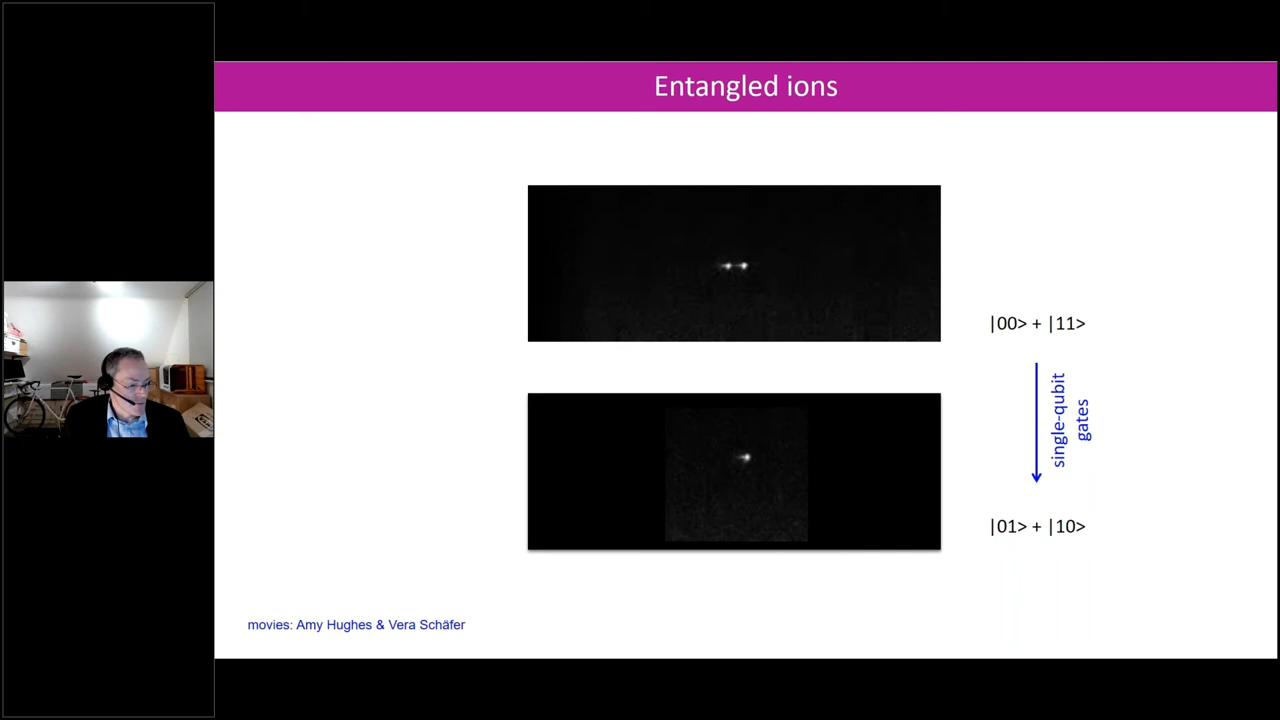 Entangled ions
|00> + |11>
single-qubit
gates
|01> + |10>
movies: Amy Hughes & Vera Schäfer